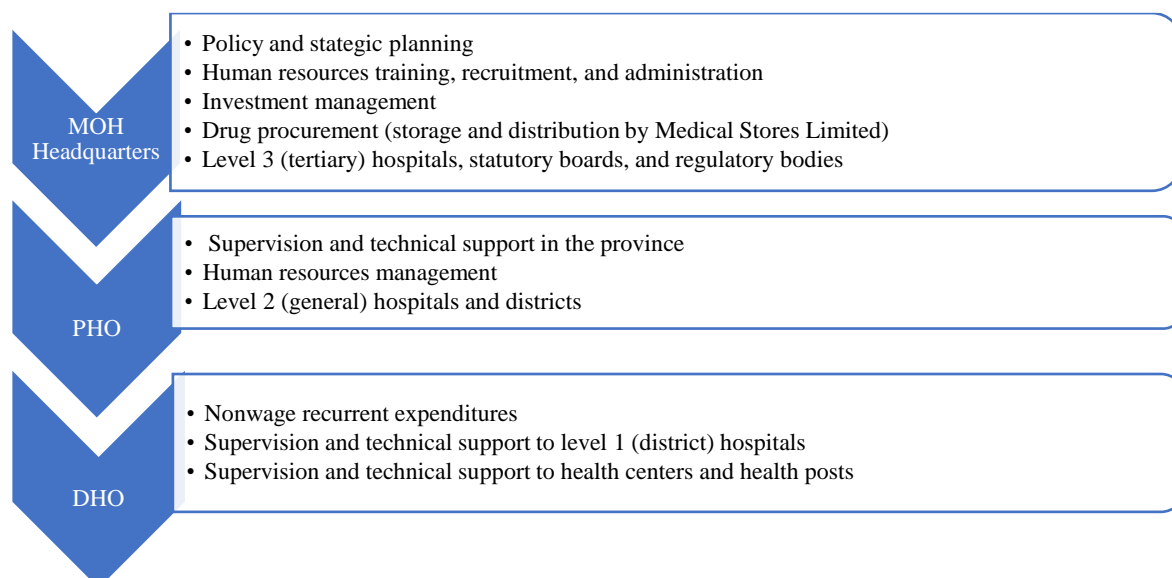 MOH
Headquarters
• Policy and stategic planning
• Human resources training, recruitment, and administration
• Investment management
• Drug procurement (storage and distribution by Medical Stores Limited)
• Level 3 (tertiary) hospitals, statutory boards, and regulatory bodies
PHO
• Supervision and technical support in the province
• Human resources management
• Level 2 (general) hospitals and districts
DHO
• Nonwage recurrent expenditures
• Supervision and technical support to level 1 (district) hospitals
• Supervision and technical support to health centers and health posts